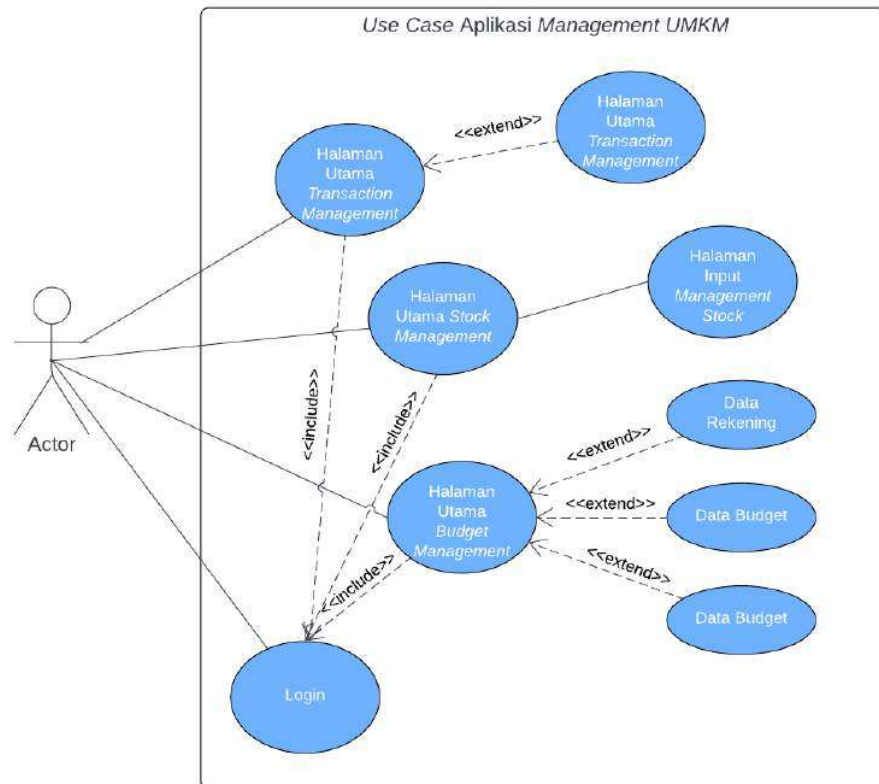 Use Case Aplikasi Management UMKM
Halaman
Utama
Transaction
Management
<<extend>>
Halaman
Utama
Transaction
Management
Halaman
Utama Stock
Management
Halaman
Input
Management
Stock
Actor
<<include>>
<<include>>
<<include>>
Halaman
Utama
Budget
Management
<<extend>>
<<extend>>
<<extend>>
Data
Rekening
Data Budget
Data Budget
Login